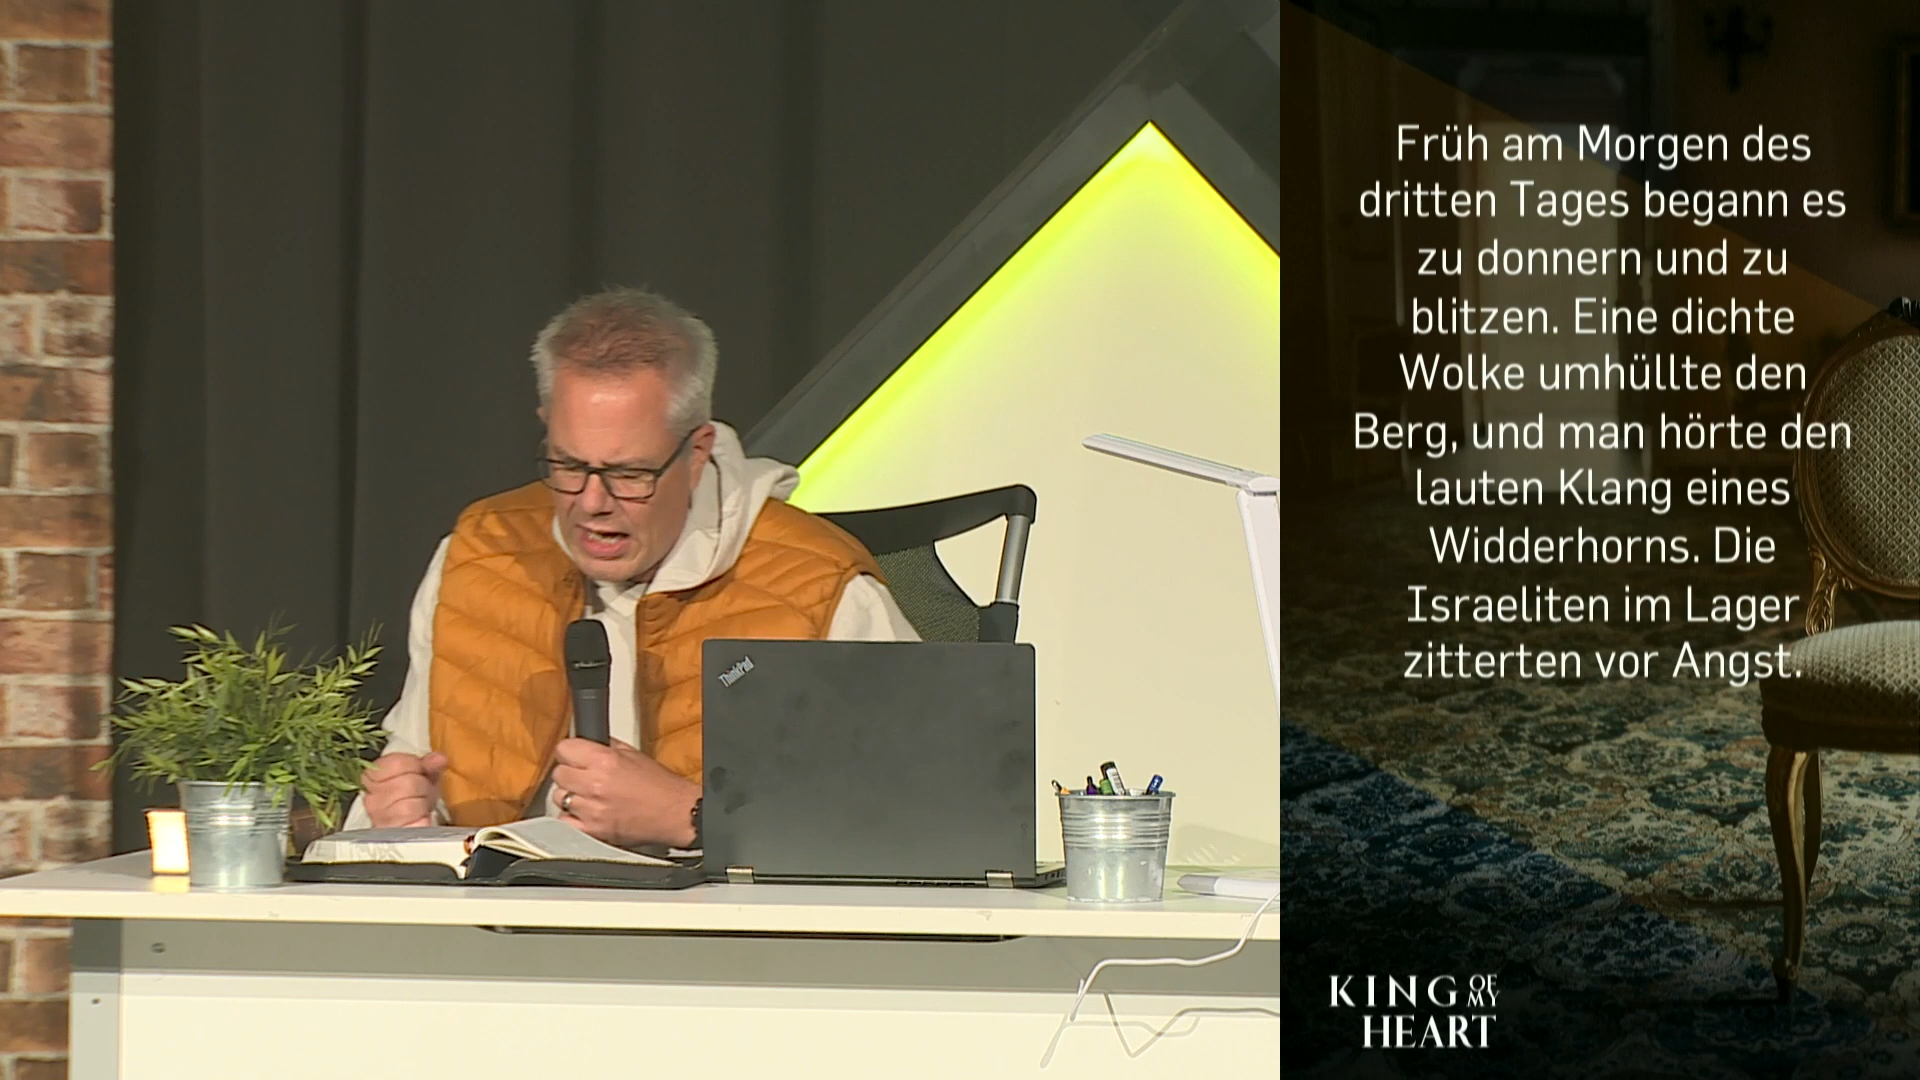 Früh am Morgen des
dritten Tages begann es
zu donnern und zu
blitzen. Eine dichte
Wolke umhüllte den
Berg, und man hörte den
lauten Klang eines
Widderhorns. Die
Israeliten im Lager
zitterten vor Angst.
ThinkPad
KING OF MY
HEART